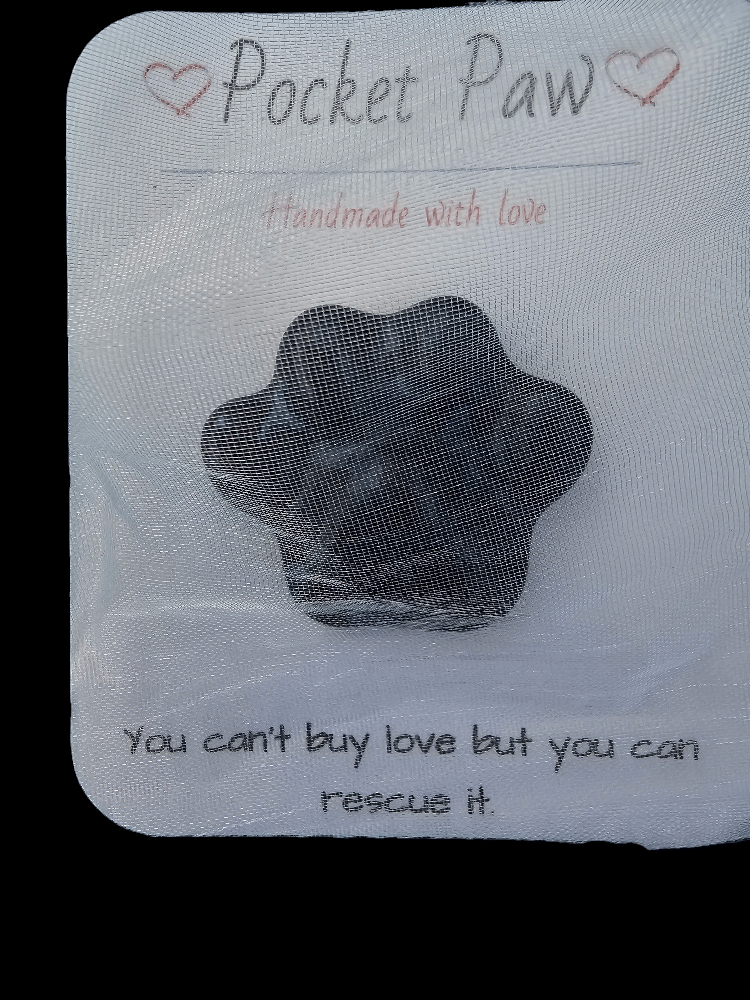 Pocket Paw
Handmade with love
You can't buy love but you can
rescue it.